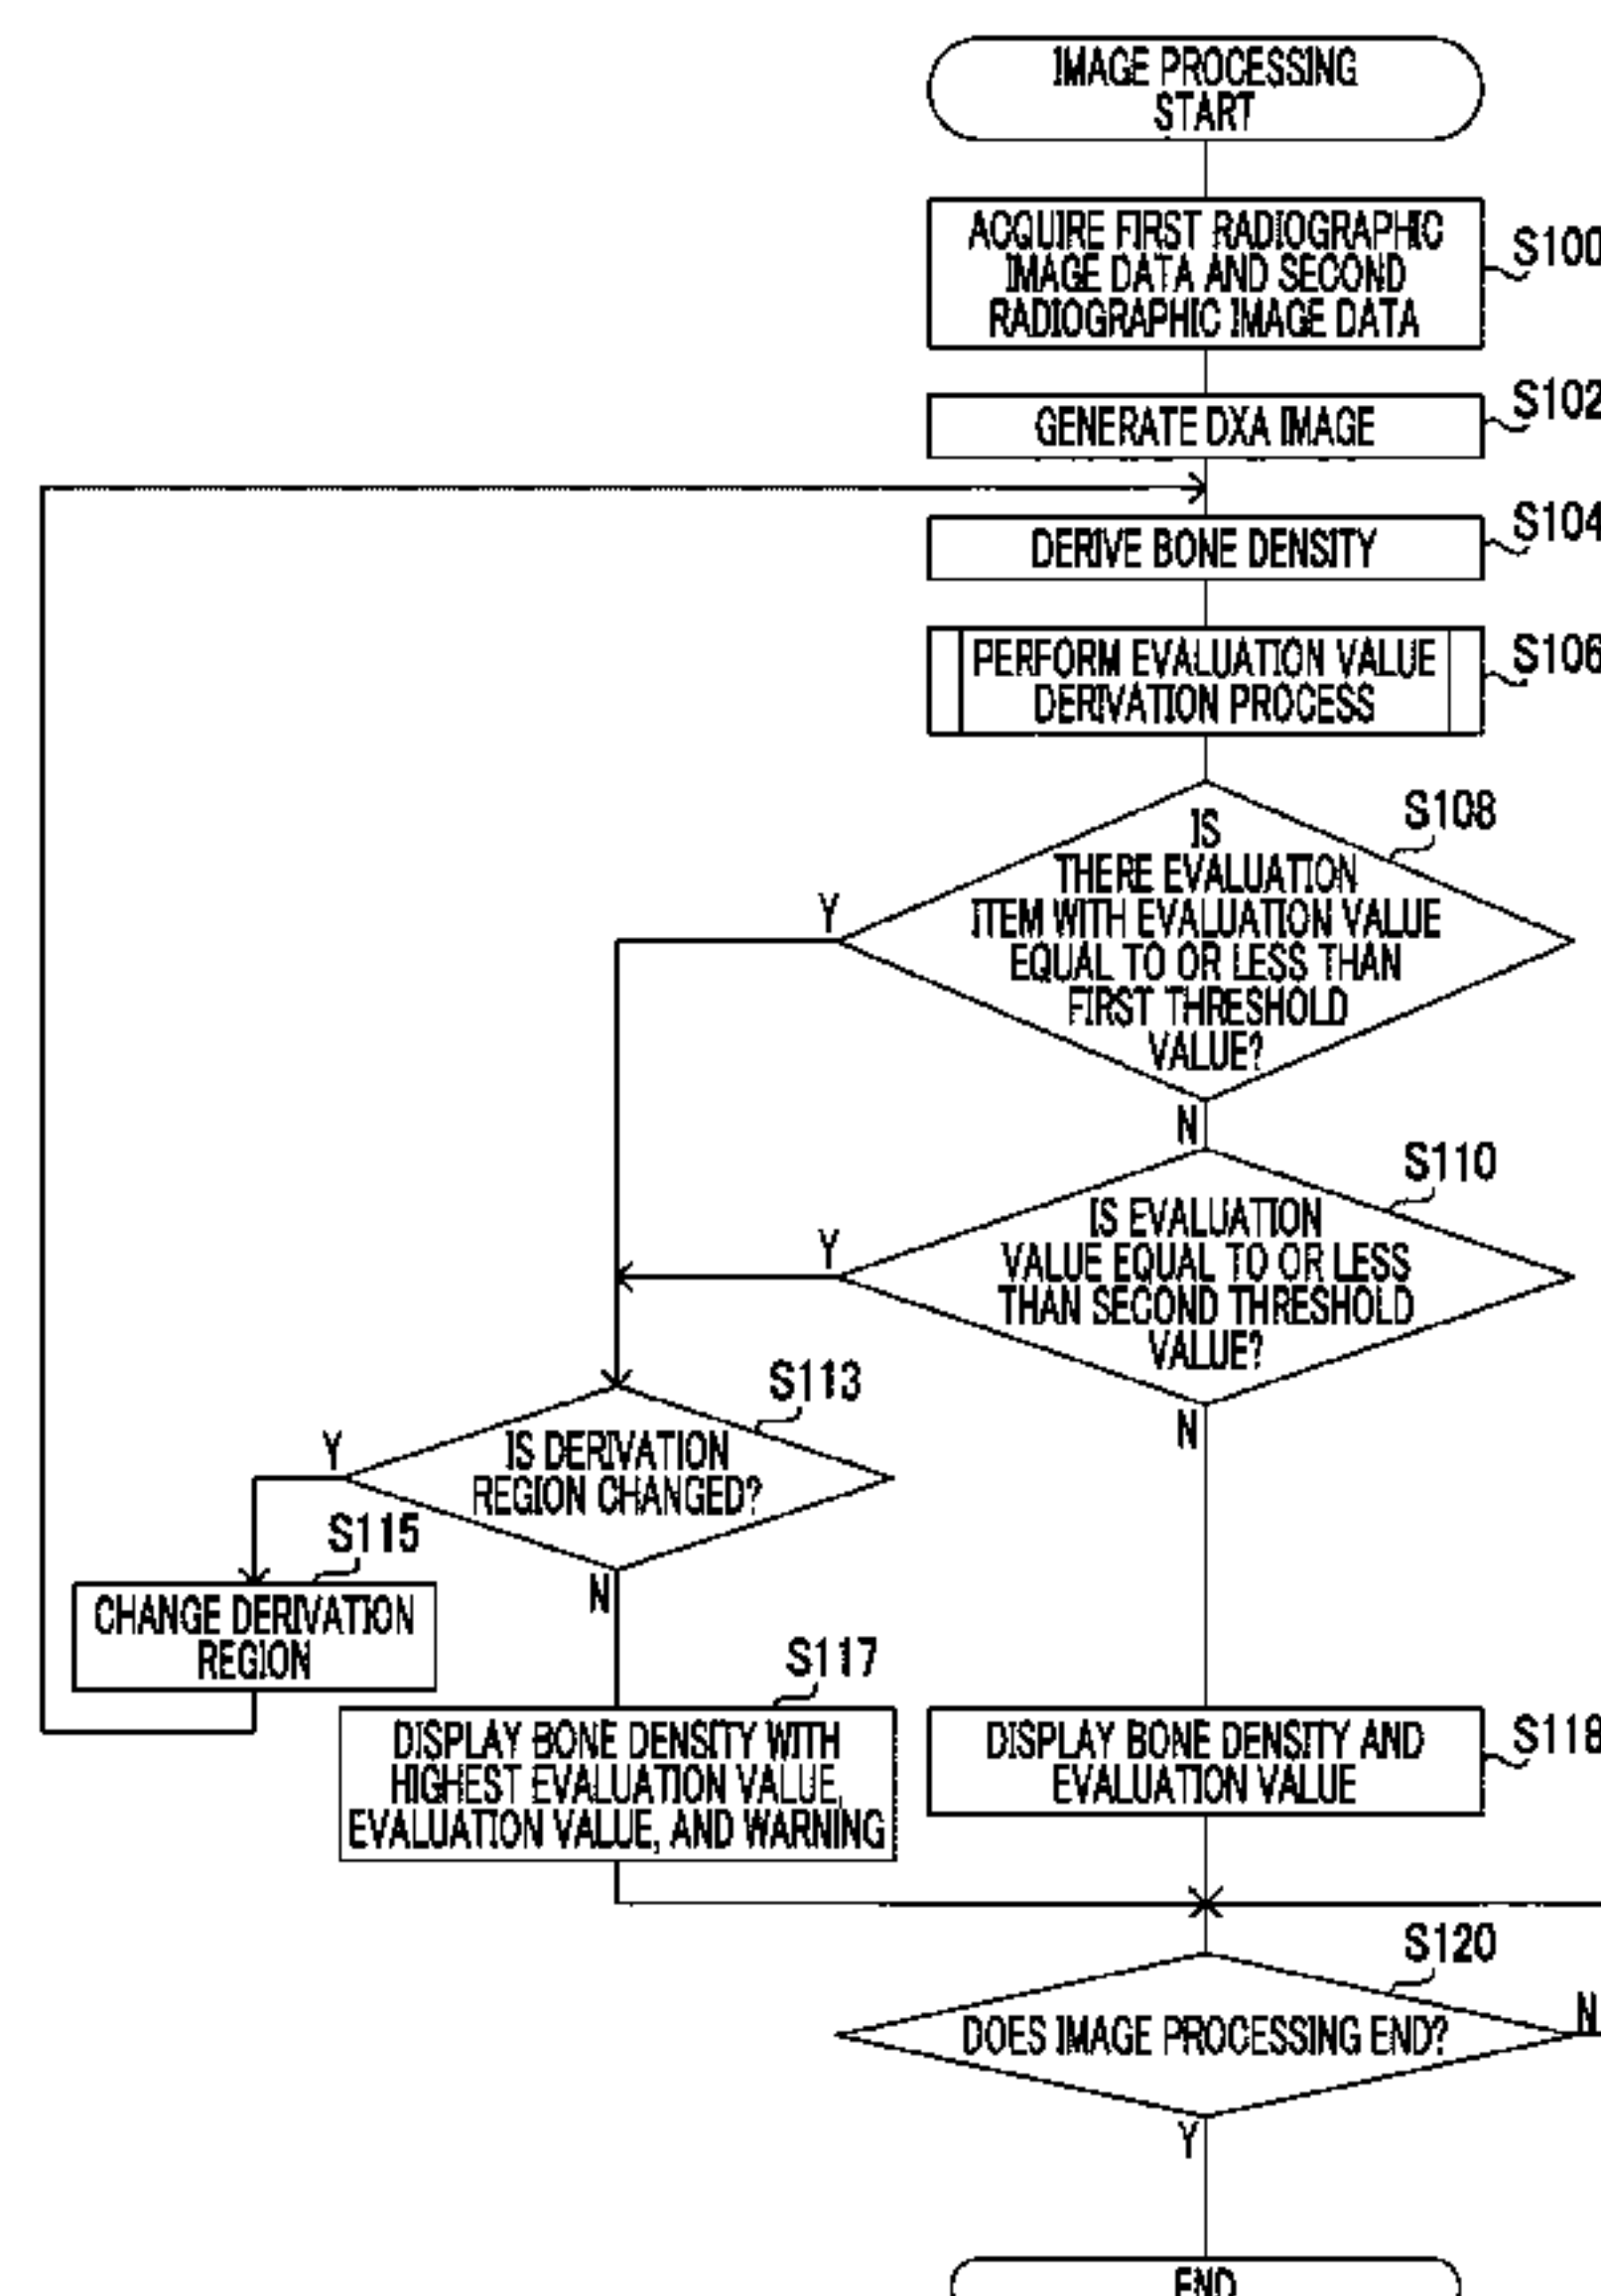 IMAGE PROCESSING
START
ACQUIRE FIRST RADIOGRAPHIC
IMAGE DATA AND SECOND
RADIOGRAPHIC IMAGE DATA
S100
GENERATE DXA IMAGE
S102
DERIVE BONE DENSITY
S104
PERFORM EVALUATION VALUE
DERIVATION PROCESS
S106
S108
IS
THERE EVALUATION
ITEM WITH EVALUATION VALUE
EQUAL TO OR LESS THAN
FIRST THRESHOLD
VALUE?
Y
N
S110
IS EVALUATION
VALUE EQUAL TO OR LESS
THAN SECOND THRESHOLD
VALUE?
Y
N
S113
IS DERIVATION
REGION CHANGED?
Y
N
S115
CHANGE DERIVATION
REGION
S117
DISPLAY BONE DENSITY WITH
HIGHEST EVALUATION VALUE,
EVALUATION VALUE, AND WARNING
DISPLAY BONE DENSITY AND
EVALUATION VALUE
S118
S120
DOES IMAGE PROCESSING END?
N
Y
END